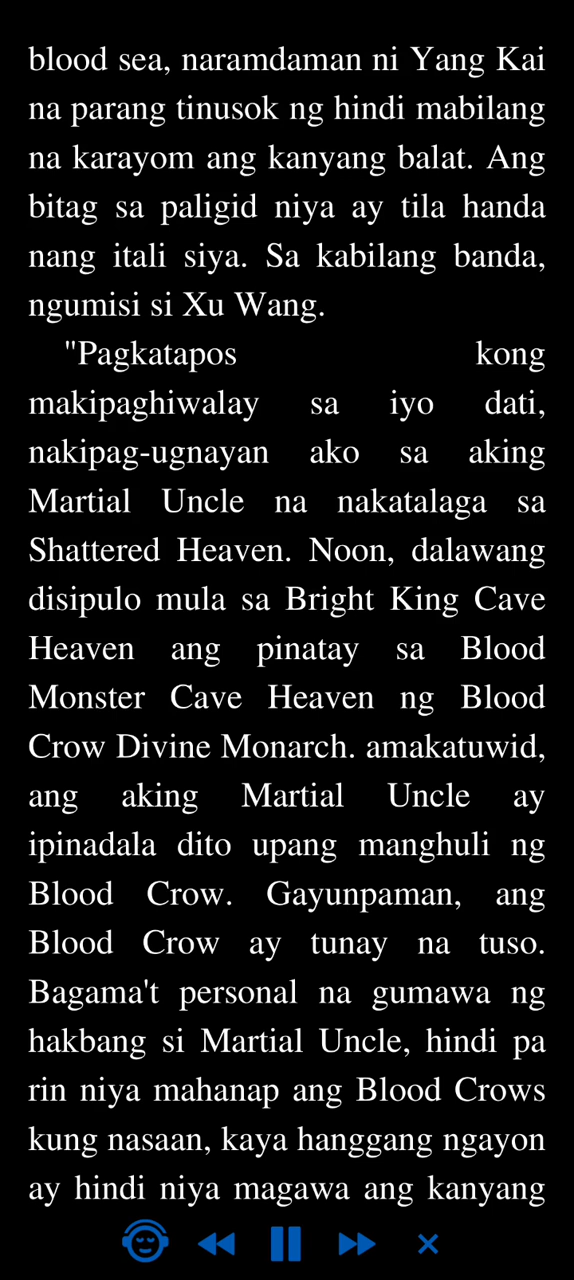 blood sea, naramdaman ni Yang Kai
na parang tinusok ng hindi mabilang
na karayom ang kanyang balat. Ang
bitag sa paligid niya ay tila handa
nang itali siya. Sa kabilang banda,
ngumisi si Xu Wang.
"Pagkatapos kong
makipaghiwalay sa iyo dati,
nakipag-ugnayan ako sa aking
Martial Uncle na nakatalaga sa
Shattered Heaven. Noon, dalawang
disipulo mula sa Bright King Cave
Heaven ang pinatay sa Blood
Monster Cave Heaven ng Blood
Crow Divine Monarch. amakatuwid,
ang aking Martial Uncle ay
ipinadala dito upang manghuli ng
Blood Crow. Gayunpaman, ang
Blood Crow ay tunay na tuso.
Bagama't personal na gumawa ng
hakbang si Martial Uncle, hindi pa
rin niya mahanap ang Blood Crows
kung nasaan, kaya hanggang ngayon
ay hindi niya magawa ang kanyang